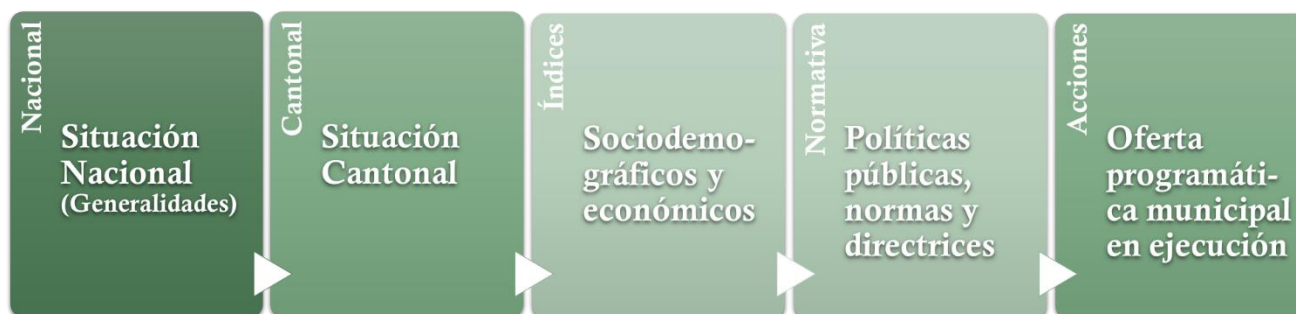 Nacional
Situación
Nacional
(Generalidades)
Cantonal
Situación
Cantonal
Índices
Sociodemo-
gráficos y
económicos
Normativa
Políticas
públicas,
normas y
directrices
Acciones
Oferta
programáti-
ca municipal
en ejecución